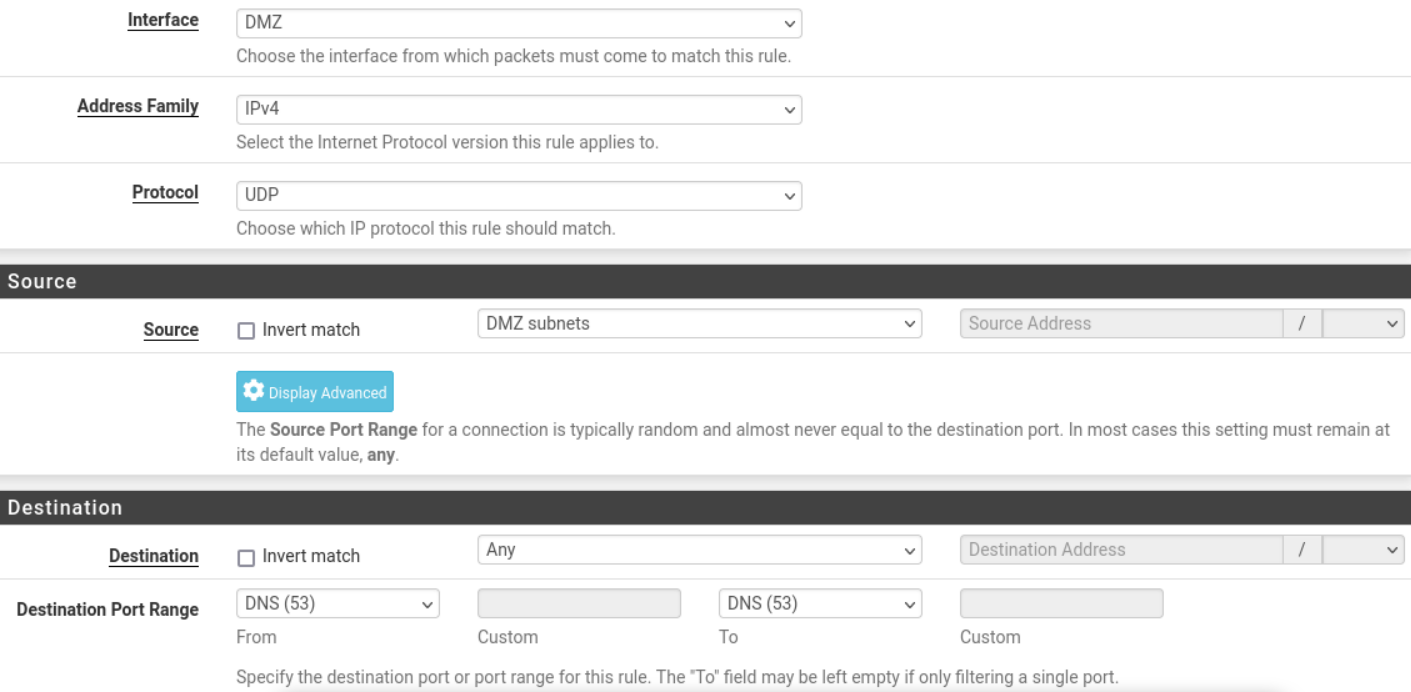 Interface DMZ
Choose the interface from which packets must come to match this rule.
Address Family IPv4
Select the Internet Protocol version this rule applies to.
Protocol UDP
Choose which IP protocol this rule should match.
Source
Source Invert match DMZ subnets Source Address /
Display Advanced
The Source Port Range for a connection is typically random and almost never equal to the destination port. In most cases this setting must remain at
its default value, any.
Destination
Destination Invert match Any Destination Address /
Destination Port Range DNS (53) DNS (53)
From Custom To Custom
Specify the destination port or port range for this rule. The "To" field may be left empty if only filtering a single port.